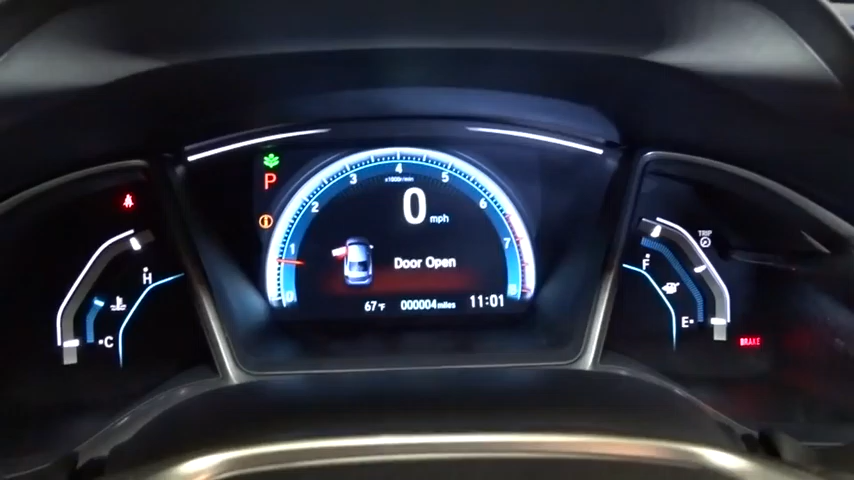 P
4
x1000r/min
3
5
0 mph
2
6
TRIP
1
7
H
F
Door Open
0
8
67°F
000004 miles
11:01
C
E
BRAKE